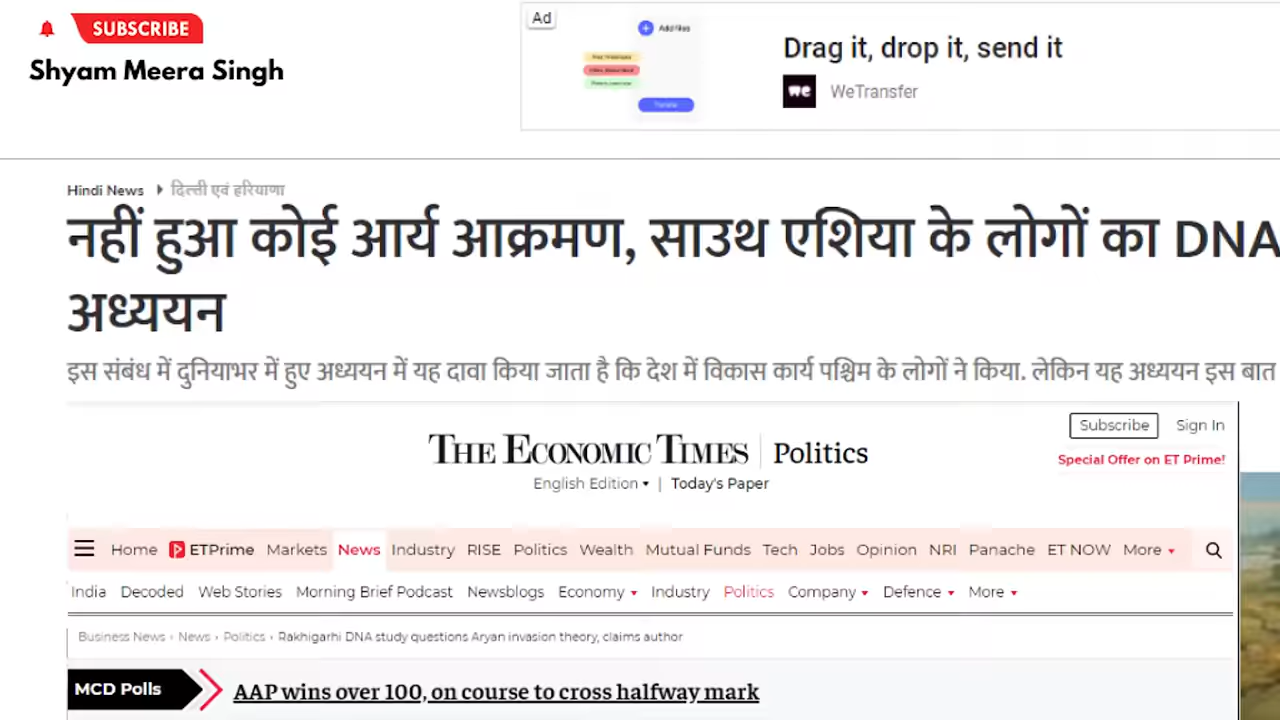 SUBSCRIBE
Shyam Meera Singh
Ad
Add files
Drag it, drop it, send it
we
WeTransfer
Hindi News
दिल्ली एवं हरियाणा
नहीं हुआ कोई आर्य आक्रमण, साउथ एशिया के लोगों का DNA
अध्ययन
इस संबंध में दुनियाभर में हुए अध्ययन में यह दावा किया जाता है कि देश में विकास कार्य पश्चिम के लोगों ने किया. लेकिन यह अध्ययन इस बात
Subscribe Sign In
THE ECONOMIC TIMES | Politics
Special Offer on ET Prime!
English Edition | Today's Paper
Home ETPrime Markets News Industry RISE Politics Wealth Mutual Funds Tech Jobs Opinion NRI Panache ET NOW More
India Decoded Web Stories Morning Brief Podcast Newsblogs Economy Industry Politics Company Defence More
Business News › News › Politics › Rakhigarhi DNA study questions Aryan invasion theory, claims author
MCD Polls
AAP wins over 100, on course to cross halfway mark